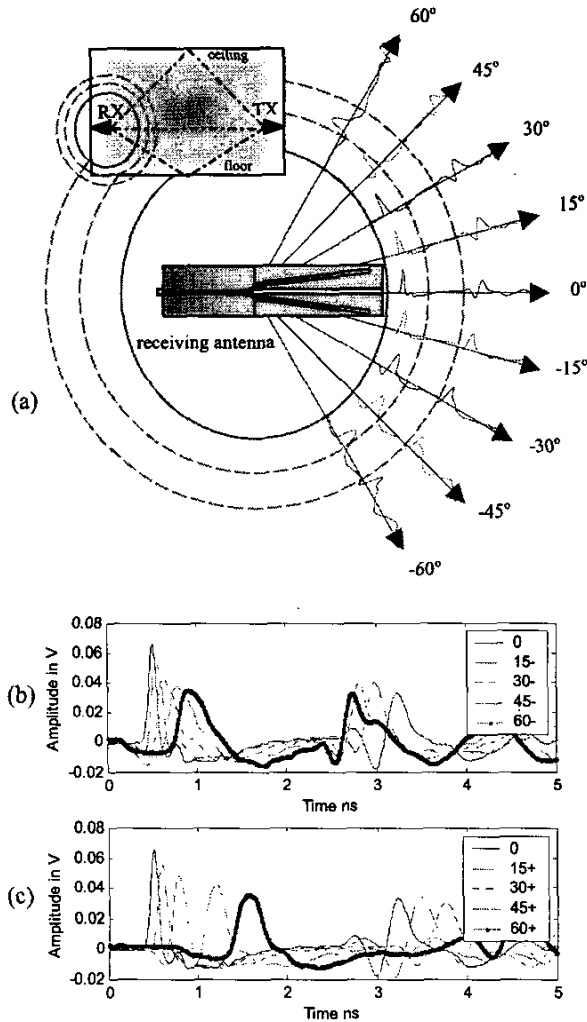 60°
ceiling
45°
RX
TX
30°
floor
15°
0°
receiving antenna
-15°
(a)
-30°
-45°
-60°
(b)
Amplitude in V
0.08
0.06
0.04
0.02
0
-0.02
0
15-
30-
45-
60-
0 1 2 3 4 5
Time ns
(c)
Amplitude in V
0.08
0.06
0.04
0.02
0
-0.02
0
15+
30+
45+
60+
0 1 2 3 4 5
Time ns